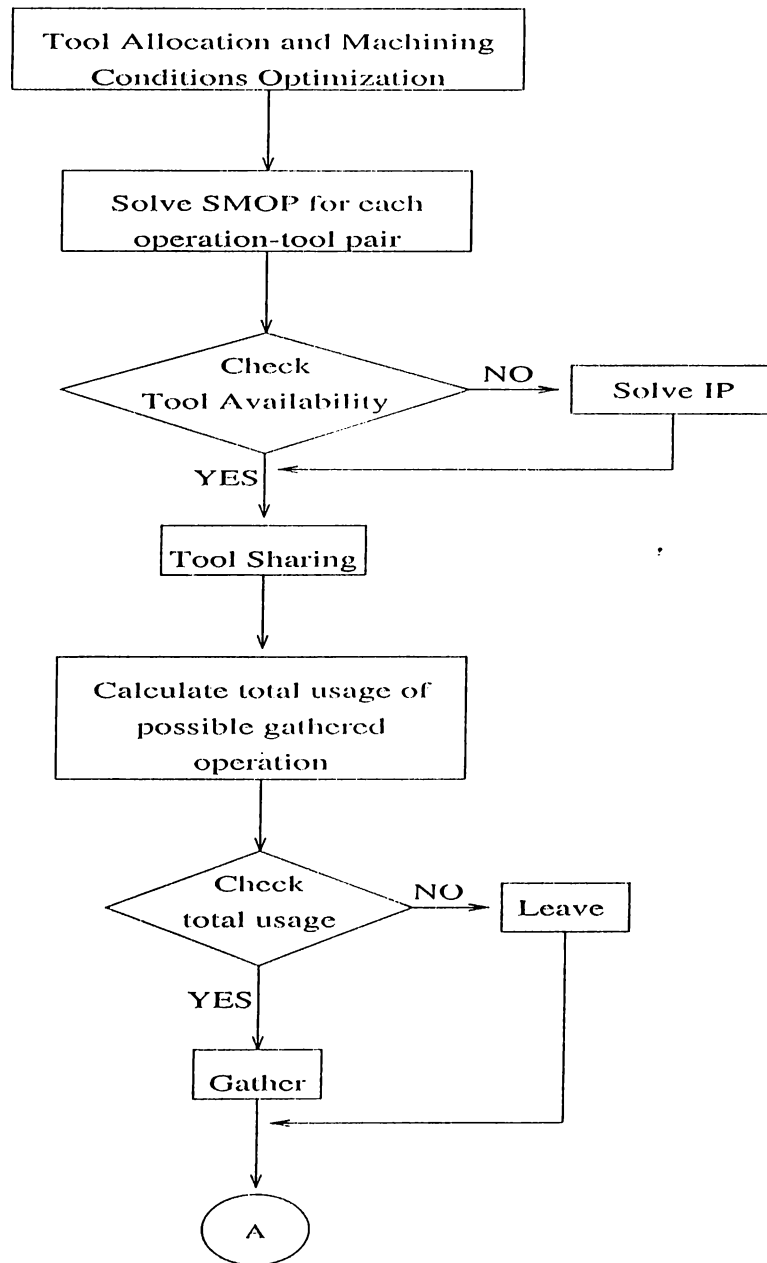 Tool Allocation and Machining
Conditions Optimization
Solve SMOP for each
operation-tool pair
Check
Tool Availability
NO
Solve IP
YES
Tool Sharing
Calculate total usage of
possible gathered
operation
Check
total usage
NO
Leave
YES
Gather
A